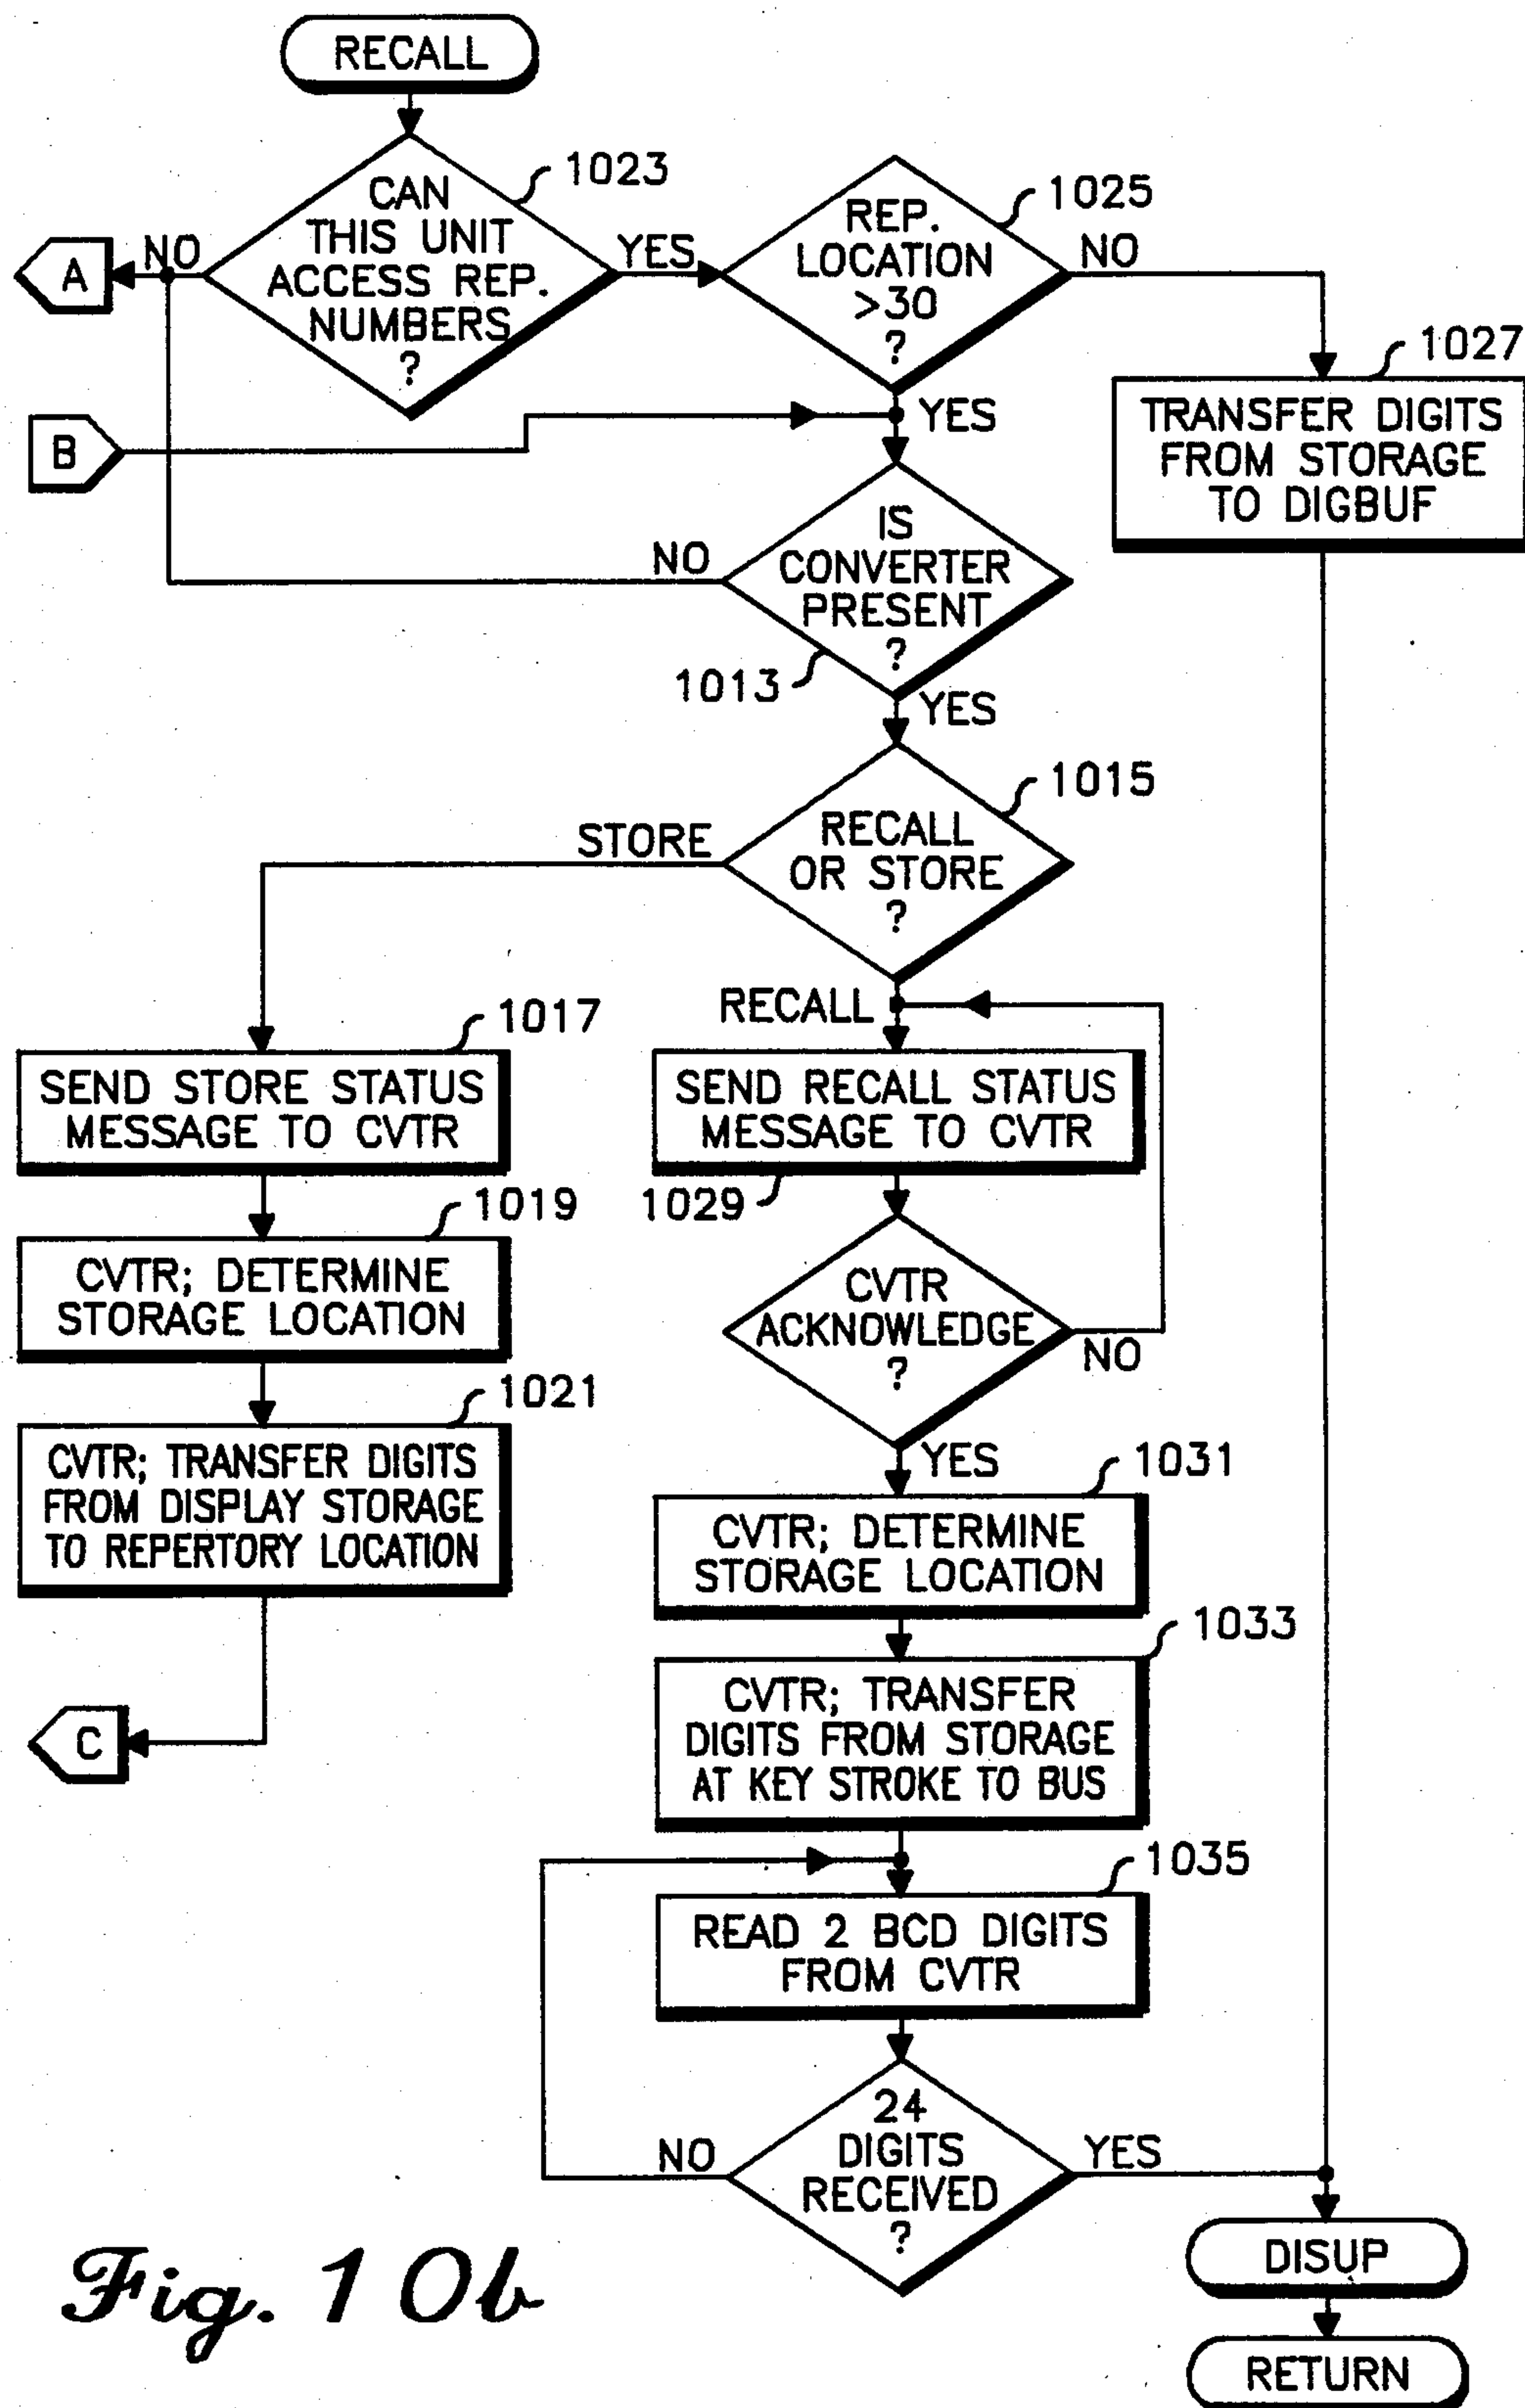 RECALL
1023
CAN
THIS UNIT
ACCESS REP.
NUMBERS
?
NO
A
YES
1025
REP.
LOCATION
>30
?
NO
1027
TRANSFER DIGITS
FROM STORAGE
TO DIGBUF
B
YES
IS
CONVERTER
PRESENT
?
NO
1013
YES
1015
RECALL
OR STORE
?
STORE
RECALL
1017
SEND STORE STATUS
MESSAGE TO CVTR
1019
CVTR; DETERMINE
STORAGE LOCATION
1021
CVTR; TRANSFER DIGITS
FROM DISPLAY STORAGE
TO REPERTORY LOCATION
C
SEND RECALL STATUS
MESSAGE TO CVTR
1029
CVTR
ACKNOWLEDGE
?
NO
YES
1031
CVTR; DETERMINE
STORAGE LOCATION
1033
CVTR; TRANSFER
DIGITS FROM STORAGE
AT KEY STROKE TO BUS
1035
READ 2 BCD DIGITS
FROM CVTR
24
DIGITS
RECEIVED
?
NO
YES
DISUP
RETURN
Fig. 10b